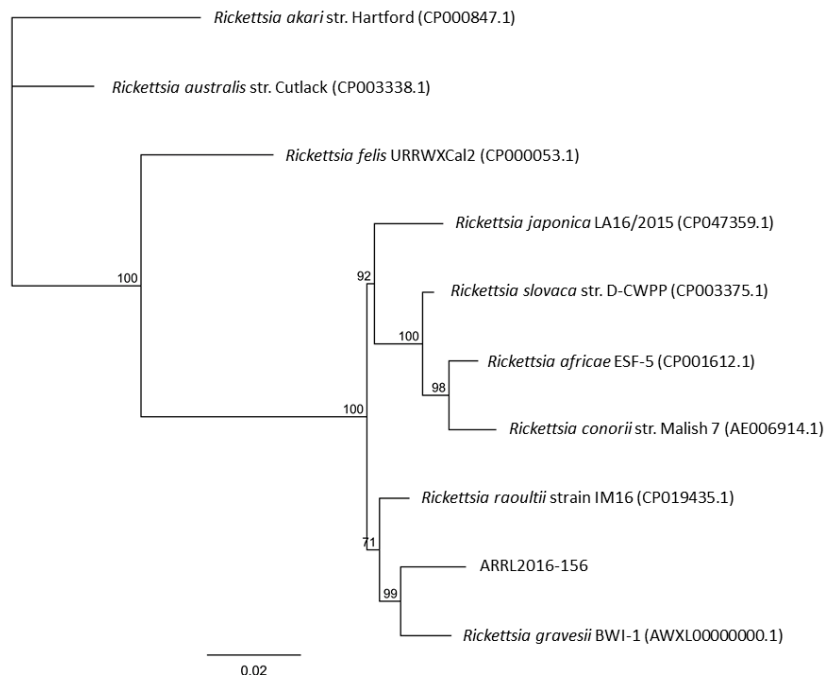 Rickettsia akari str. Hartford (CP000847.1)
Rickettsia australis str. Cutlack (CP003338.1)
Rickettsia felis URRWXCal2 (CP000053.1)
Rickettsia japonica LA16/2015 (CP047359.1)
92
Rickettsia slovaca str. D-CWPP (CP003375.1)
100
100
Rickettsia africae ESF-5 (CP001612.1)
98
100
Rickettsia conorii str. Malish 7 (AE006914.1)
Rickettsia raoultii strain IM16 (CP019435.1)
71
ARRL2016-156
99
Rickettsia gravesii BWI-1 (AWXL00000000.1)
0.02